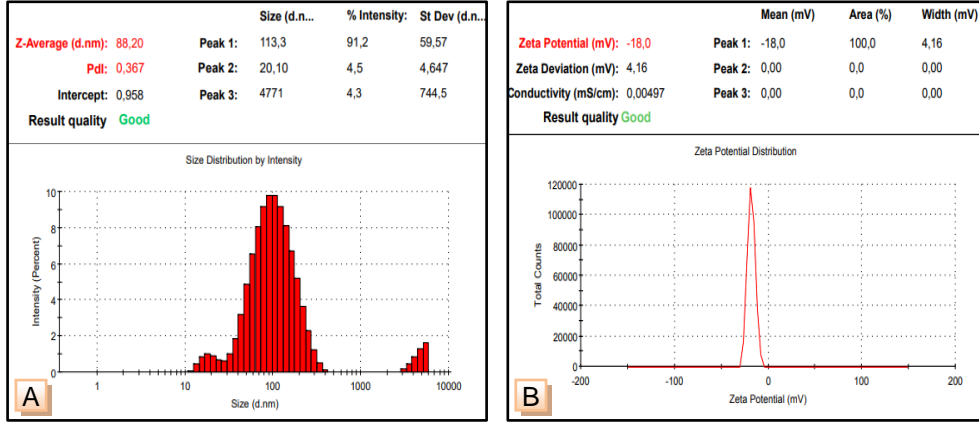 Size (d.n... % Intensity: St Dev (d.n...
Z-Average (d.nm): 88,20 Peak 1: 113,3 91,2 59,57
PdI: 0,367 Peak 2: 20,10 4,5 4,647
Intercept: 0,958 Peak 3: 4771 4,3 744,5
Result quality Good
Size Distribution by Intensity
Intensity (Percent)
10
8
6
4
2
0
1 10 100 1000 10000
Size (d.nm)
A
Mean (mV) Area (%) Width (mV)
Zeta Potential (mV): -18,0 Peak 1: -18,0 100,0 4,16
Zeta Deviation (mV): 4,16 Peak 2: 0,00 0,0 0,00
Conductivity (mS/cm): 0,00497 Peak 3: 0,00 0,0 0,00
Result quality Good
Zeta Potential Distribution
Total Counts
120000
100000
80000
60000
40000
20000
0
-200 -100 0 100 200
Zeta Potential (mV)
B